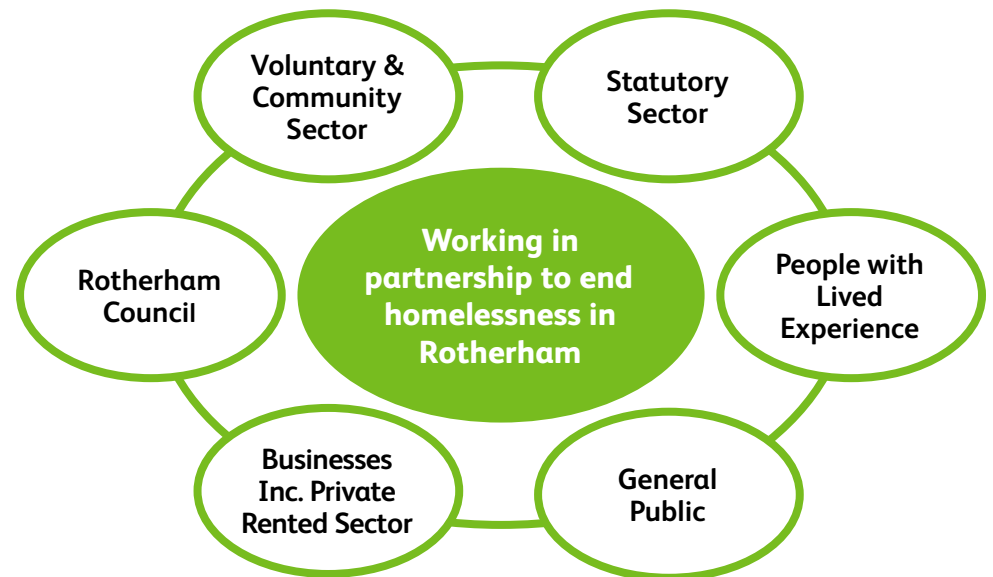 Voluntary &
Community
Sector
Statutory
Sector
Rotherham
Council
Working in
partnership to end
homelessness in
Rotherham
People with
Lived
Experience
Businesses
Inc. Private
Rented Sector
General
Public